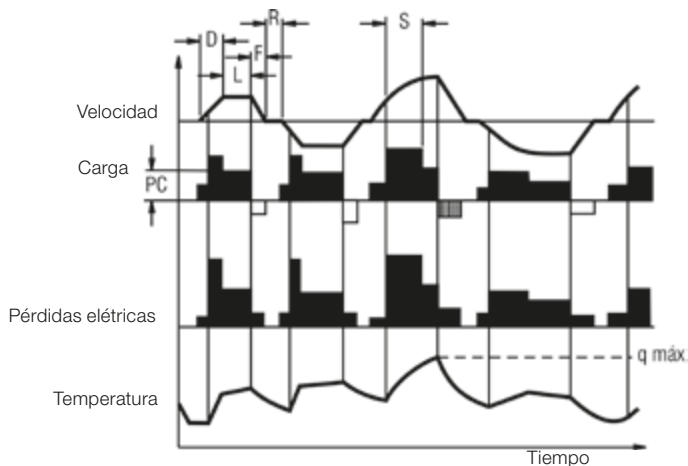 R
D
F
S
L
Velocidad
Carga
PC
Pérdidas elétricas
q máx.
Temperatura
Tiempo